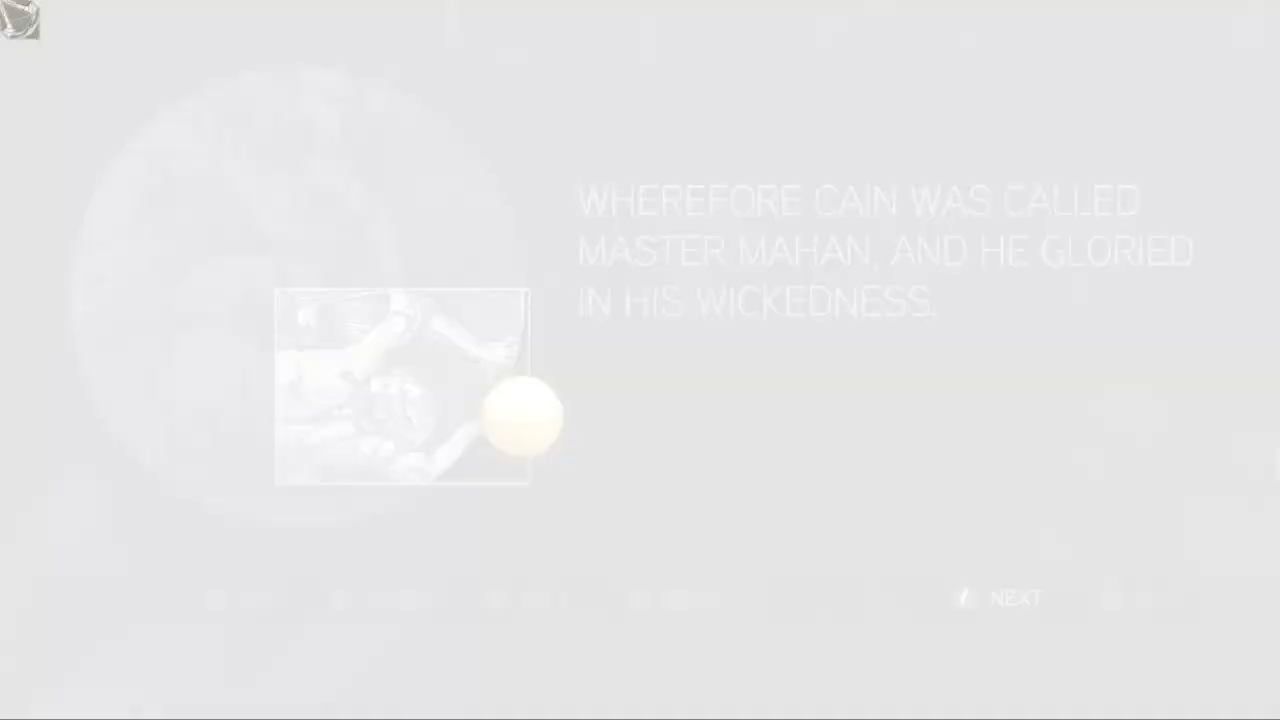 WHEREFORE CAIN WAS CALLED
MASTER MAHAN, AND HE GLORIED
IN HIS WICKEDNESS.
NEXT